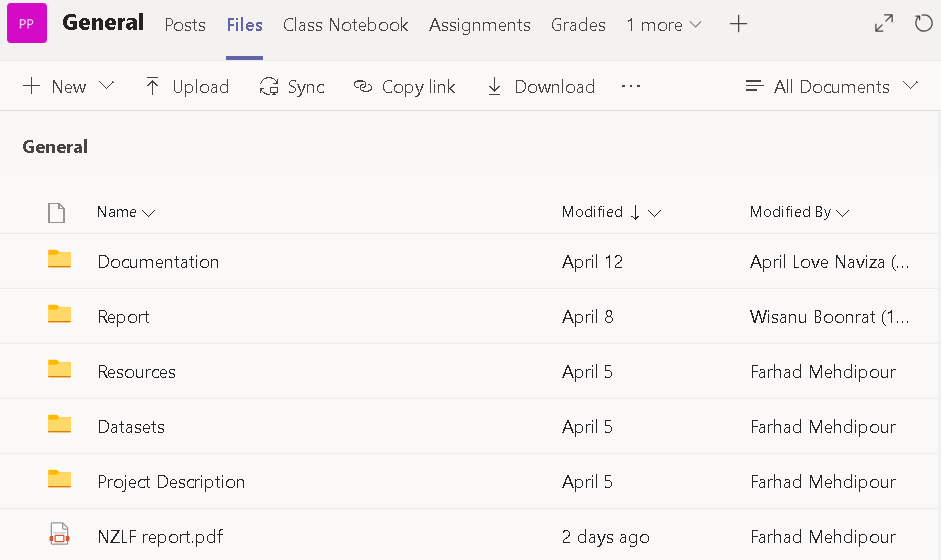 PP General Posts Files Class Notebook Assignments Grades 1 more
New Upload Sync Copy link Download ... All Documents
General
Name Modified Modified By
Documentation April 12 April Love Naviza (...
Report April 8 Wisanu Boonrat (1...
Resources April 5 Farhad Mehdipour
Datasets April 5 Farhad Mehdipour
Project Description April 5 Farhad Mehdipour
NZLF report.pdf 2 days ago Farhad Mehdipour